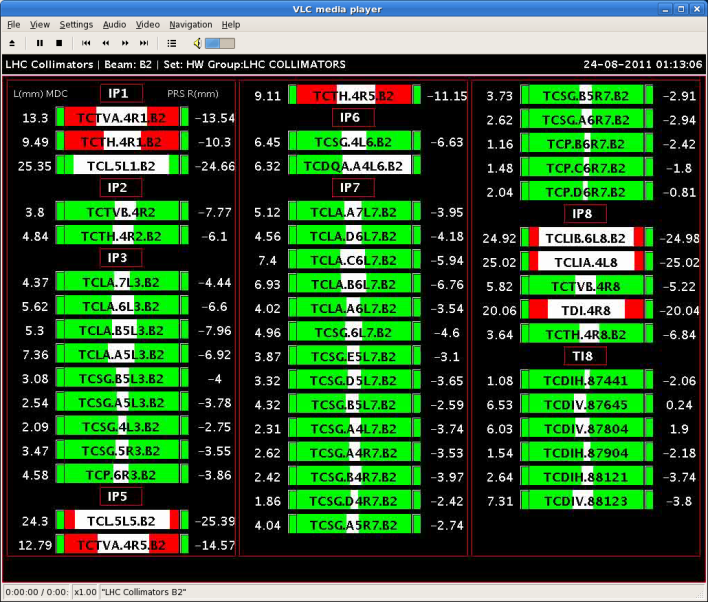 VLC media player
File View Settings Audio Video Navigation Help
LHC Collimators | Beam: B2 | Set: HW Group:LHC COLLIMATORS 24-08-2011 01:13:06
L(mm) MDC IP1 PRS R(mm)
13.3 TCTVA.4R1.B2 -13.54
9.49 TCTH.4R1.B2 -10.3
25.35 TCL.5L1.B2 -24.66
IP2
3.8 TCTVB.4R2 -7.77
4.84 TCTH.4R2.B2 -6.1
IP3
4.37 TCLA.7L3.B2 -4.44
5.62 TCLA.6L3.B2 -6.6
5.3 TCLA.B5L3.B2 -7.96
7.36 TCLA.A5L3.B2 -6.92
3.08 TCSG.B5L3.B2 -4
2.54 TCSG.A5L3.B2 -3.78
2.09 TCSG.4L3.B2 -2.75
3.47 TCSG.5R3.B2 -3.55
4.58 TCP.6R3.B2 -3.86
IP5
24.3 TCL.5L5.B2 -25.39
12.79 TCTVA.4R5.B2 -14.57
9.11 TCTH.4R5.B2 -11.15
IP6
6.45 TCSG.4L6.B2 -6.63
6.32 TCDQA.A4L6.B2
IP7
5.12 TCLA.A7L7.B2 -3.95
4.56 TCLA.D6L7.B2 -4.18
7.4 TCLA.C6L7.B2 -5.94
6.93 TCLA.B6L7.B2 -6.76
4.02 TCLA.A6L7.B2 -3.54
4.96 TCSG.6L7.B2 -4.6
3.87 TCSG.E5L7.B2 -3.1
3.32 TCSG.D5L7.B2 -3.65
4.32 TCSG.B5L7.B2 -2.59
2.31 TCSG.A4L7.B2 -3.74
2.62 TCSG.A4R7.B2 -3.53
2.42 TCSG.B4R7.B2 -3.97
1.86 TCSG.D4R7.B2 -2.42
4.04 TCSG.A5R7.B2 -2.74
3.73 TCSG.B5R7.B2 -2.91
2.62 TCSG.A6R7.B2 -2.94
1.16 TCP.B6R7.B2 -2.42
1.48 TCP.C6R7.B2 -1.8
2.04 TCP.D6R7.B2 -0.81
IP8
24.92 TCLIB.6L8.B2 -24.98
25.02 TCLIA.4L8 -25.02
5.82 TCTVB.4R8 -5.22
20.06 TDI.4R8 -20.04
3.64 TCTH.4R8.B2 -6.84
TI8
1.08 TCDIH.87441 -2.06
6.53 TCDIV.87645 0.24
6.03 TCDIV.87804 1.9
1.54 TCDIH.87904 -2.18
2.64 TCDIH.88121 -3.74
7.31 TCDIV.88123 -3.8
0:00:00 / 0:00: x1.00 "LHC Collimators B2"